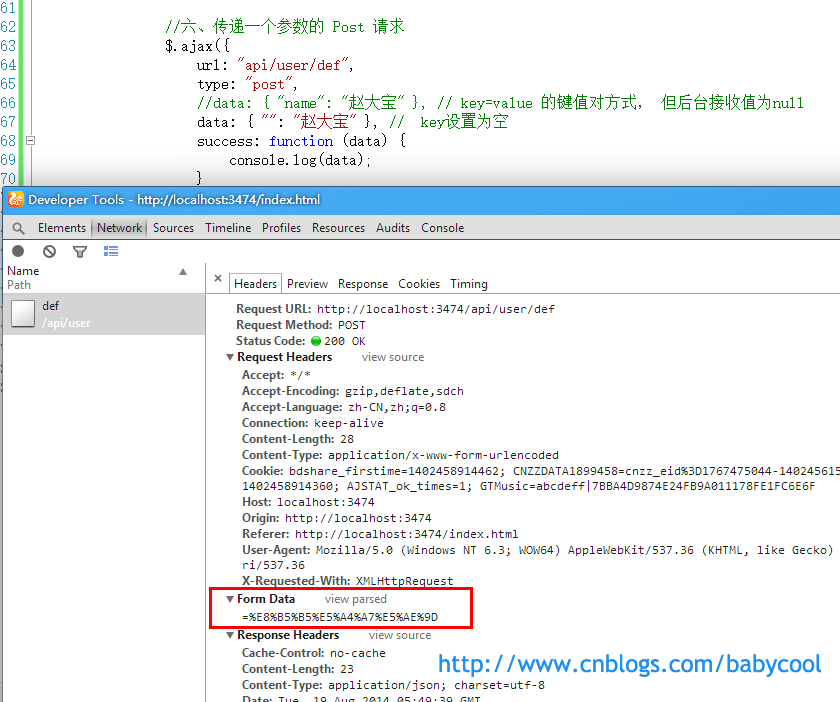 61
62 //六、传递一个参数的 Post 请求
63 $.ajax({
64 url: "api/user/def",
65 type: "post",
66 //data: { "name": "赵大宝" }, // key=value 的键值对方式， 但后台接收值为null
67 data: { "": "赵大宝" }, // key设置为空
68 success: function (data) {
69 console.log(data);
70 }
Developer Tools - http://localhost:3474/index.html
Elements Network Sources Timeline Profiles Resources Audits Console
Name
Path
def
/api/user
× Headers Preview Response Cookies Timing
Request URL: http://localhost:3474/api/user/def
Request Method: POST
Status Code: 200 OK
Request Headers view source
Accept: */*
Accept-Encoding: gzip,deflate,sdch
Accept-Language: zh-CN,zh;q=0.8
Connection: keep-alive
Content-Length: 28
Content-Type: application/x-www-form-urlencoded
Cookie: bdshare_firstime=1402458914462; CNZZDATA1899458=cnzz_eid%3D1767475044-140245615
1402458914360; AJSTAT_ok_times=1; GTMusic=abcdeff|7BBA4D9874E24FB9A011178FE1FC6E6F
Host: localhost:3474
Origin: http://localhost:3474
Referer: http://localhost:3474/index.html
User-Agent: Mozilla/5.0 (Windows NT 6.3; WOW64) AppleWebKit/537.36 (KHTML, like Gecko)
ri/537.36
X-Requested-With: XMLHttpRequest
Form Data view parsed
=%E8%B5%B5%E5%A4%A7%E5%AE%9D
Response Headers view source
Cache-Control: no-cache
Content-Length: 23
Content-Type: application/json; charset=utf-8
Date: Tue, 19 Aug 2014 05:49:39 GMT
http://www.cnblogs.com/babycool